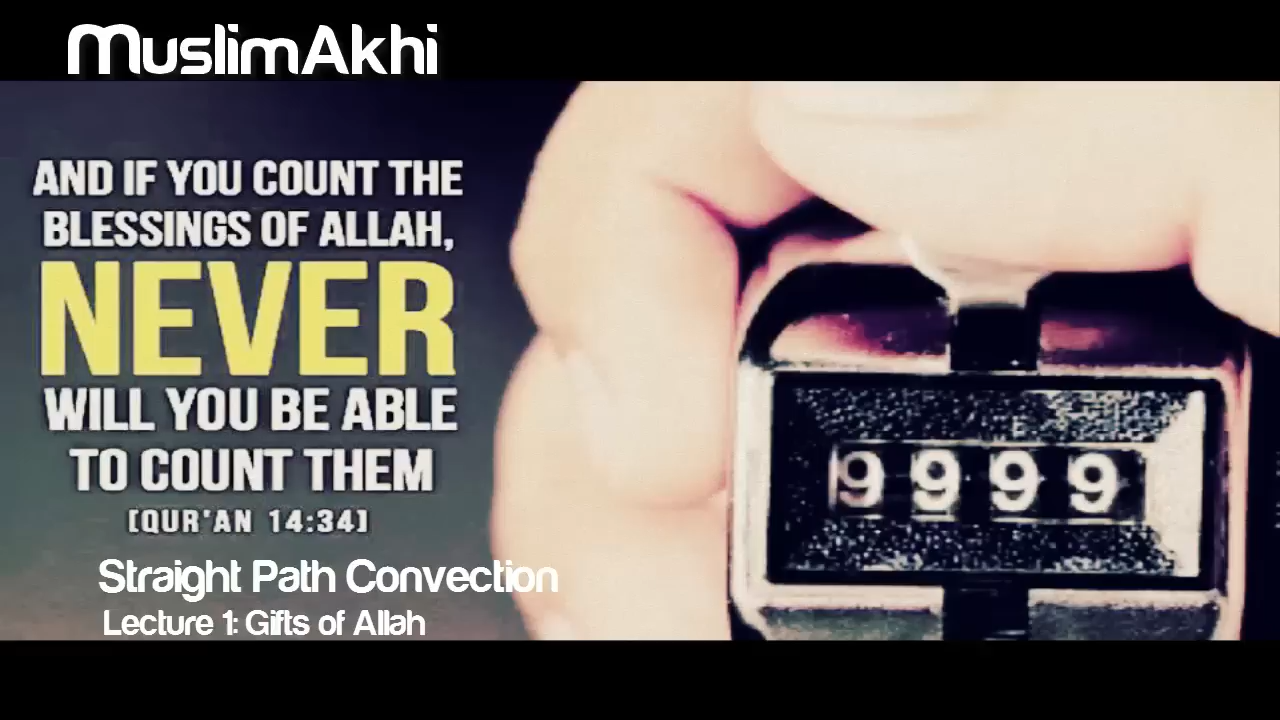 MuslimAkhi
AND IF YOU COUNT THE
BLESSINGS OF ALLAH,
NEVER
WILL YOU BE ABLE
TO COUNT THEM
[QUR'AN 14:34]
Straight Path Convection
Lecture 1: Gifts of Allah
9999